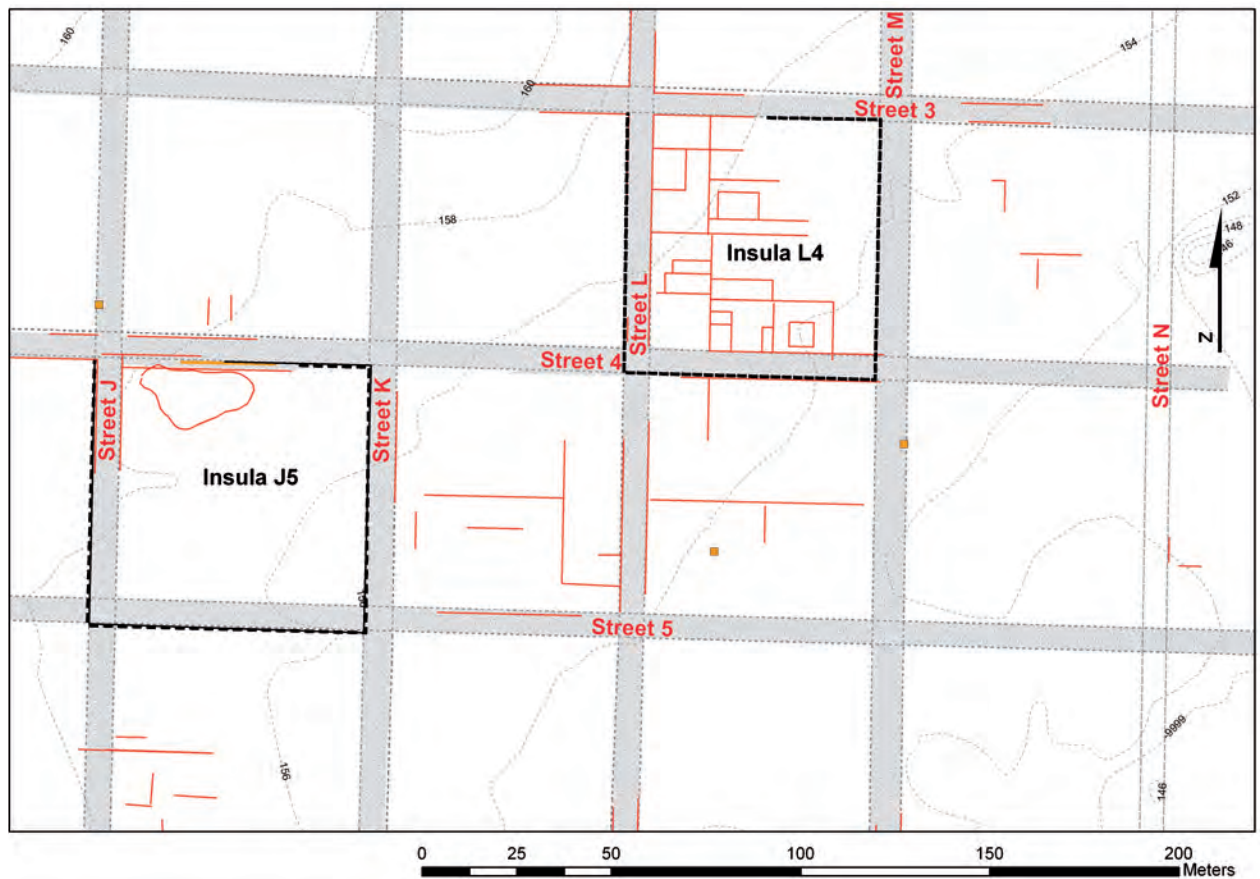 160
160
154
Street M
Street 3
152
148
46
158
Insula L4
Street L
Street 4
Street N
N
Street J
Street K
Insula J5
Street 5
156
-9999
146
0 25 50 100 150 200
Meters